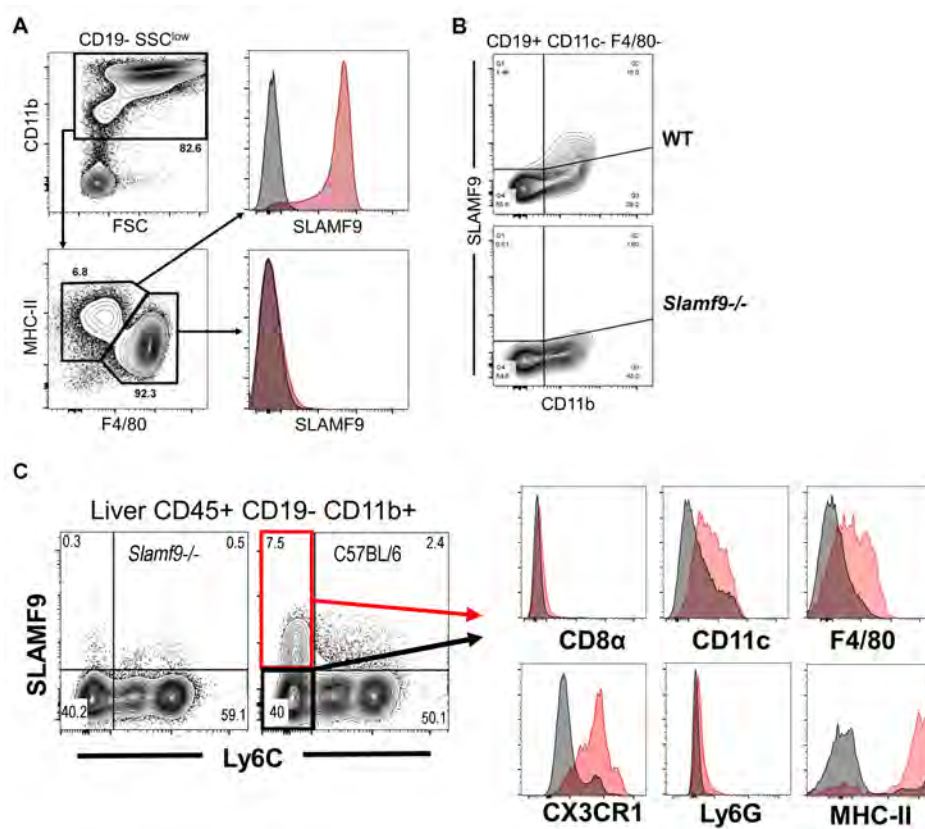 A
CD19- SSClow
CD11b
82.6
FSC
SLAMF9
6.8
MHC-II
92.3
F4/80
SLAMF9
B
CD19+ CD11c- F4/80-
SLAMF9
WT
Slamf9-/-
CD11b
C
Liver CD45+ CD19- CD11b+
0.3
Slamf9-/-
0.5
7.5
C57BL/6
2.4
SLAMF9
40.2
59.1
40
50.1
Ly6C
CD8α
CD11c
F4/80
CX3CR1
Ly6G
MHC-II